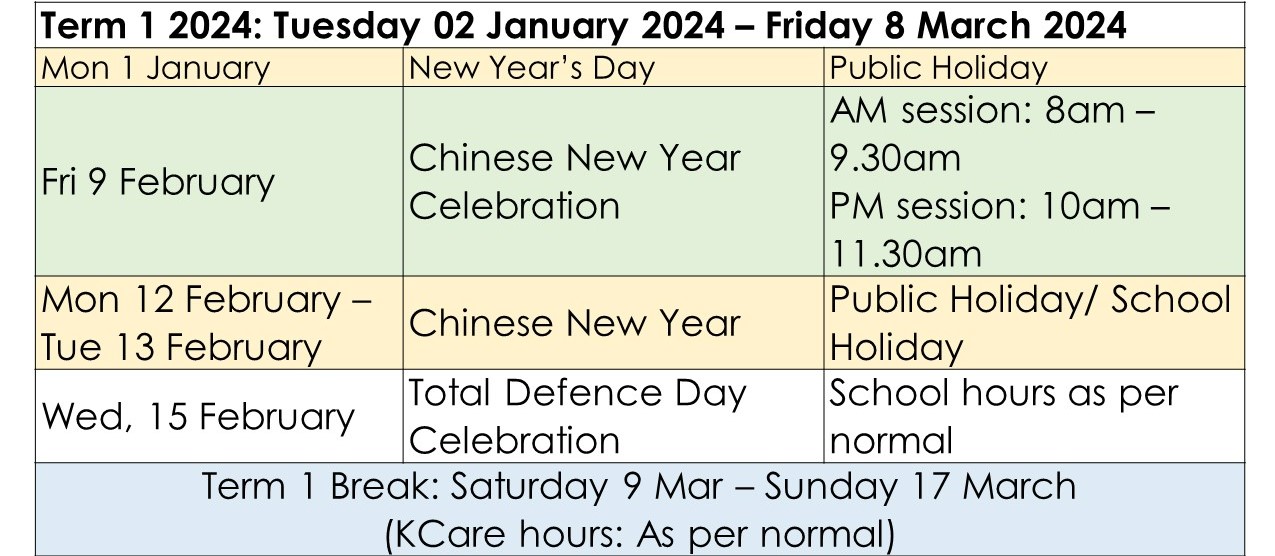 Term 1 2024: Tuesday 02 January 2024 – Friday 8 March 2024
Mon 1 January
New Year’s Day
Public Holiday
Fri 9 February
Chinese New Year
Celebration
AM session: 8am –
9.30am
PM session: 10am –
11.30am
Mon 12 February –
Tue 13 February
Chinese New Year
Public Holiday/ School
Holiday
Wed, 15 February
Total Defence Day
Celebration
School hours as per
normal
Term 1 Break: Saturday 9 Mar – Sunday 17 March
(KCare hours: As per normal)